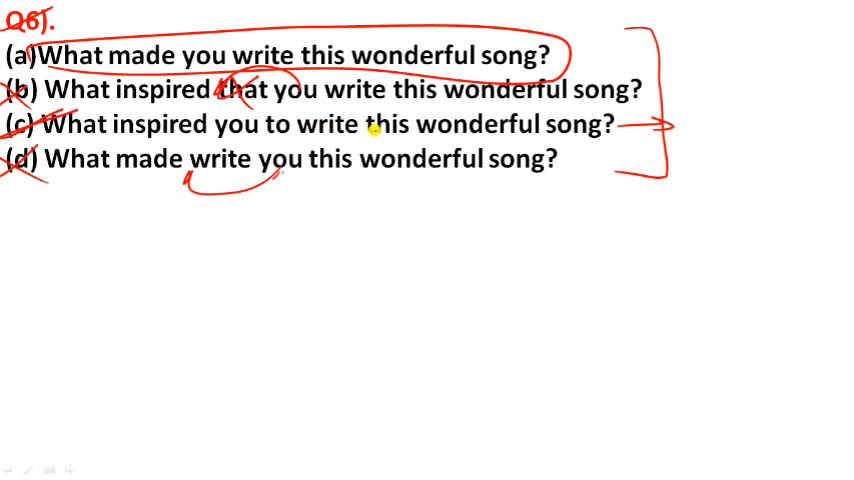 Q6).
(a)What made you write this wonderful song?
(b) What inspired that you write this wonderful song?
(c) What inspired you to write this wonderful song?
(d) What made write you this wonderful song?